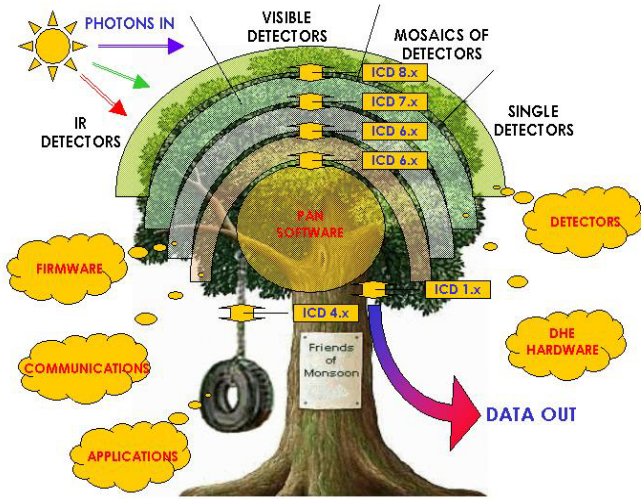 PHOTONS IN
VISIBLE
DETECTORS
MOSAICS OF
DETECTORS
IR
DETECTORS
SINGLE
DETECTORS
ICD 8.x
ICD 7.x
ICD 6.x
ICD 6.x
PAN
SOFTWARE
DETECTORS
FIRMWARE
ICD 1.x
ICD 4.x
DHE
HARDWARE
Friends
of
Monsoon
COMMUNICATIONS
DATA OUT
APPLICATIONS